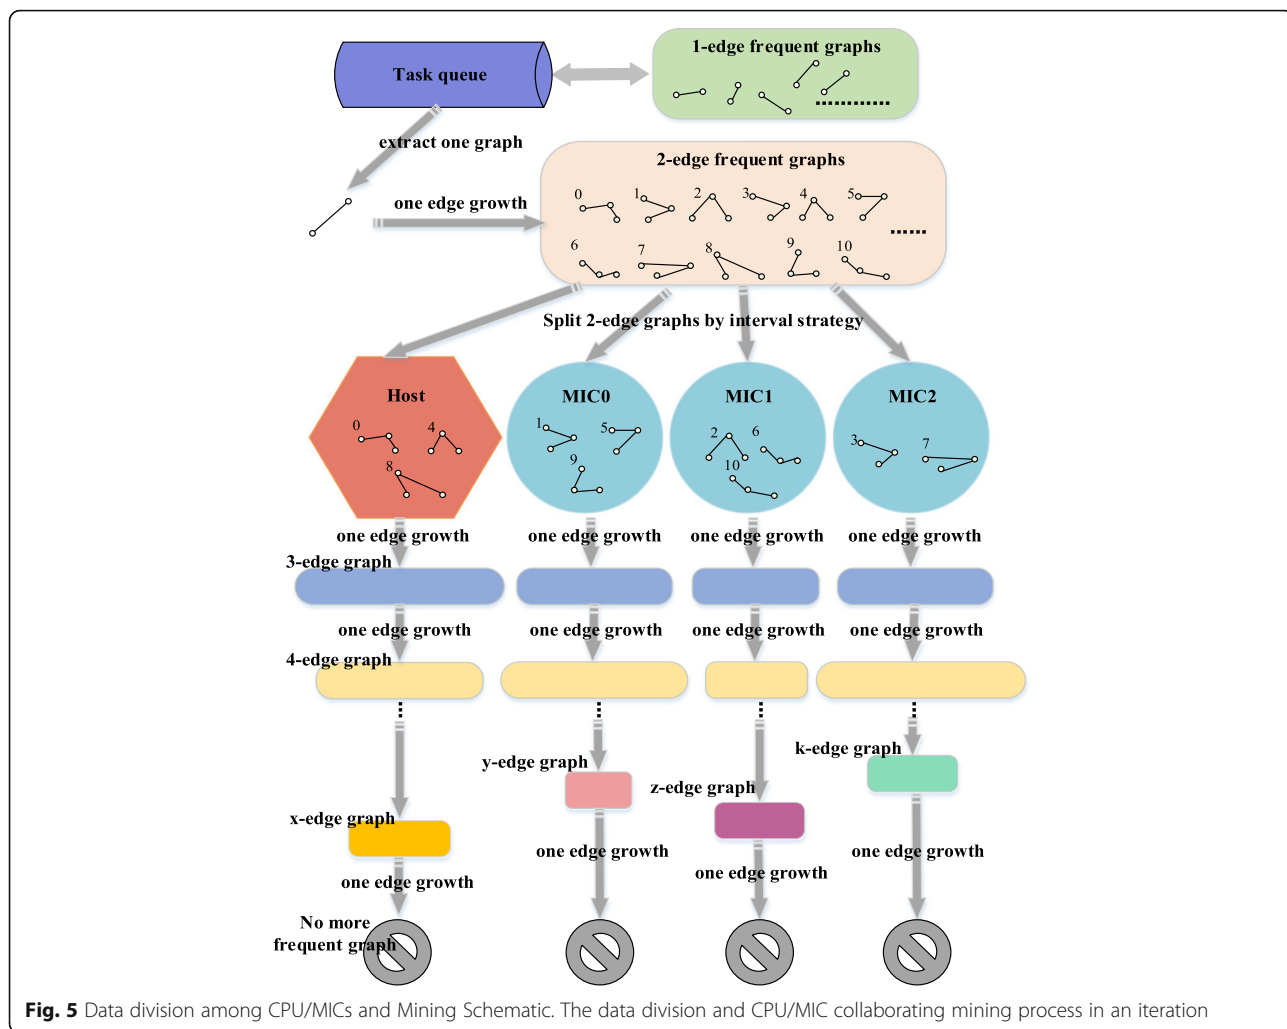 Task queue
1-edge frequent graphs
extract one graph
2-edge frequent graphs
0 1 2 3 4 5
one edge growth
6 7 8 9 10
Split 2-edge graphs by interval strategy
Host MIC0 MIC1 MIC2
0 4 1 5 2 6 3 7
8 9 10
one edge growth one edge growth one edge growth one edge growth
3-edge graph
one edge growth one edge growth one edge growth one edge growth
4-edge graph
k-edge graph
y-edge graph
z-edge graph
x-edge graph
one edge growth one edge growth
one edge growth one edge growth
No more
frequent graph
Fig. 5 Data division among CPU/MICs and Mining Schematic. The data division and CPU/MIC collaborating mining process in an iteration